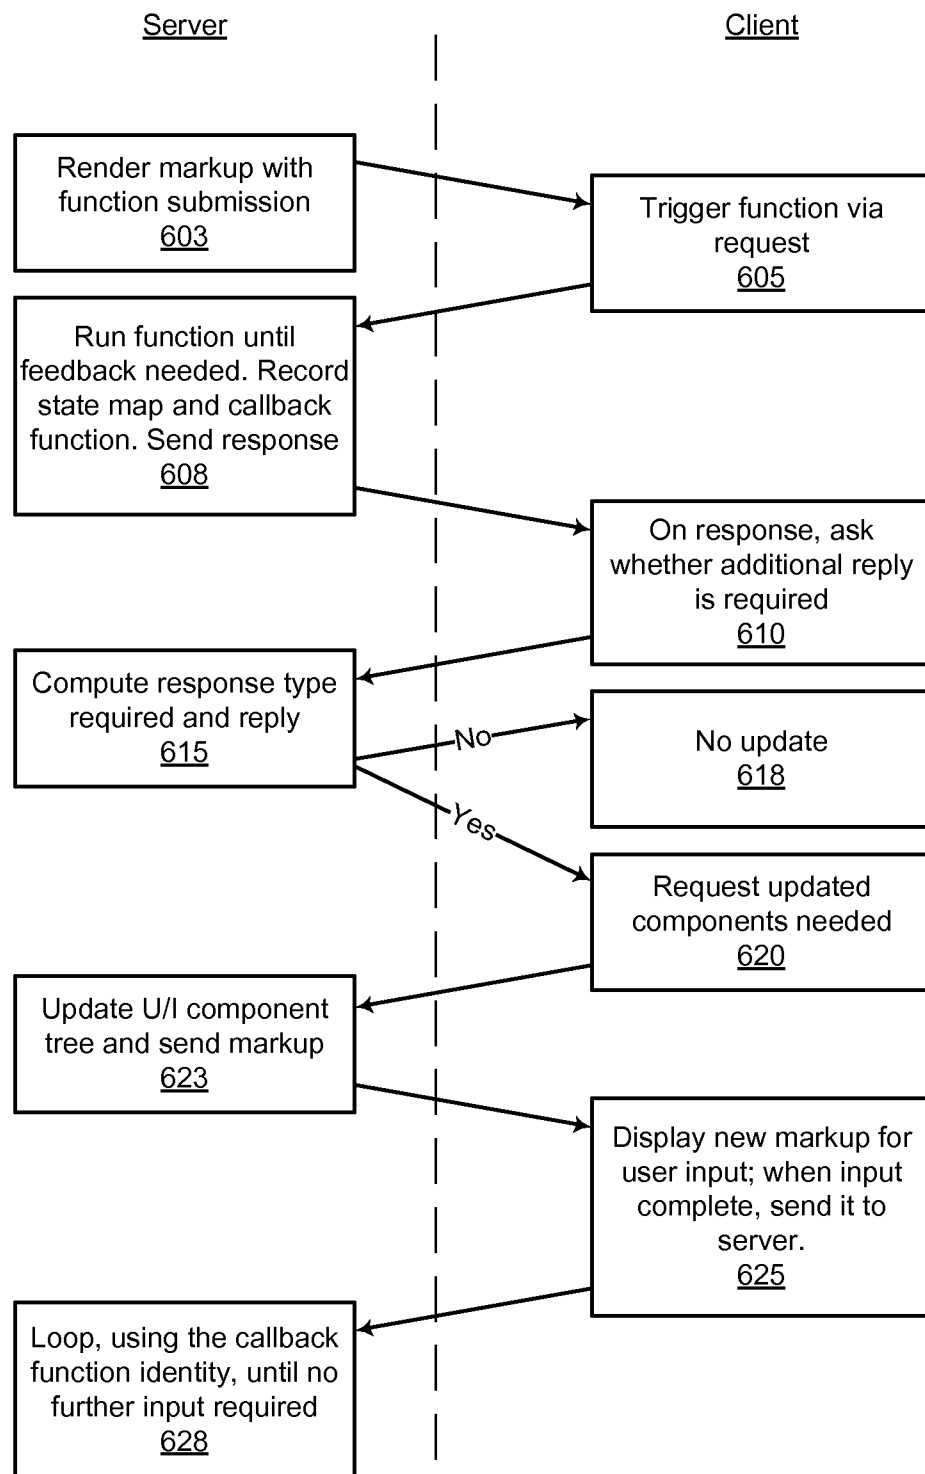 Server
Client
Render markup with
function submission
603
Trigger function via
request
605
Run function until
feedback needed. Record
state map and callback
function. Send response
608
On response, ask
whether additional reply
is required
610
Compute response type
required and reply
615
No
No update
618
Yes
Request updated
components needed
620
Update U/I component
tree and send markup
623
Display new markup for
user input; when input
complete, send it to
server.
625
Loop, using the callback
function identity, until no
further input required
628